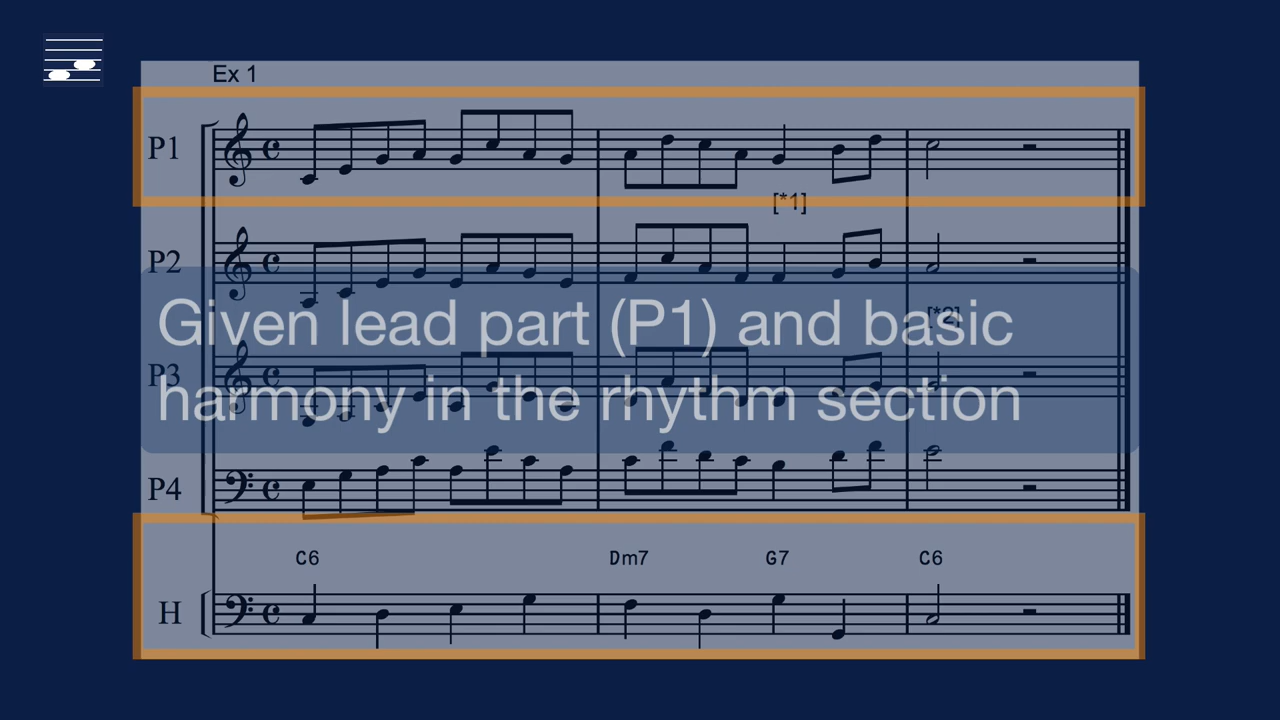 Ex 1
P1
[*1]
P2
Given lead part (P1) and basic
[*2]
P3
harmony in the rhythm section
P4
C6 Dm7 G7 C6
H